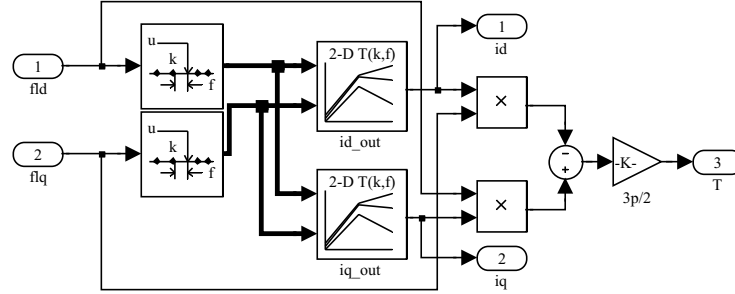 1
id
u
k
f
2-D T(k,f)
id_out
1
fld
×
u
k
f
2
flq
−
+
-K-
3p/2
3
T
2-D T(k,f)
iq_out
×
2
iq